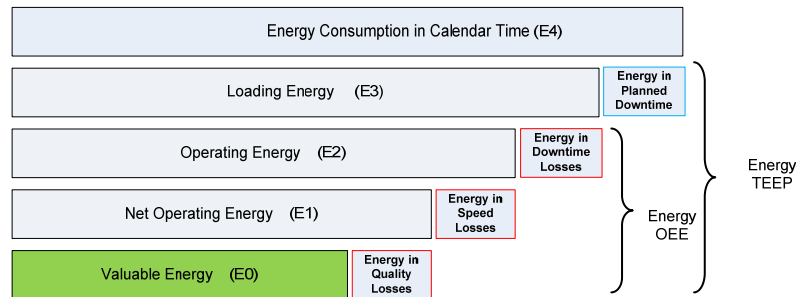 Energy Consumption in Calendar Time (E4)
Loading Energy (E3)
Energy in
Planned
Downtime
Operating Energy (E2)
Energy in
Downtime
Losses
Energy
TEEP
Net Operating Energy (E1)
Energy in
Speed
Losses
Energy
OEE
Valuable Energy (E0)
Energy in
Quality
Losses